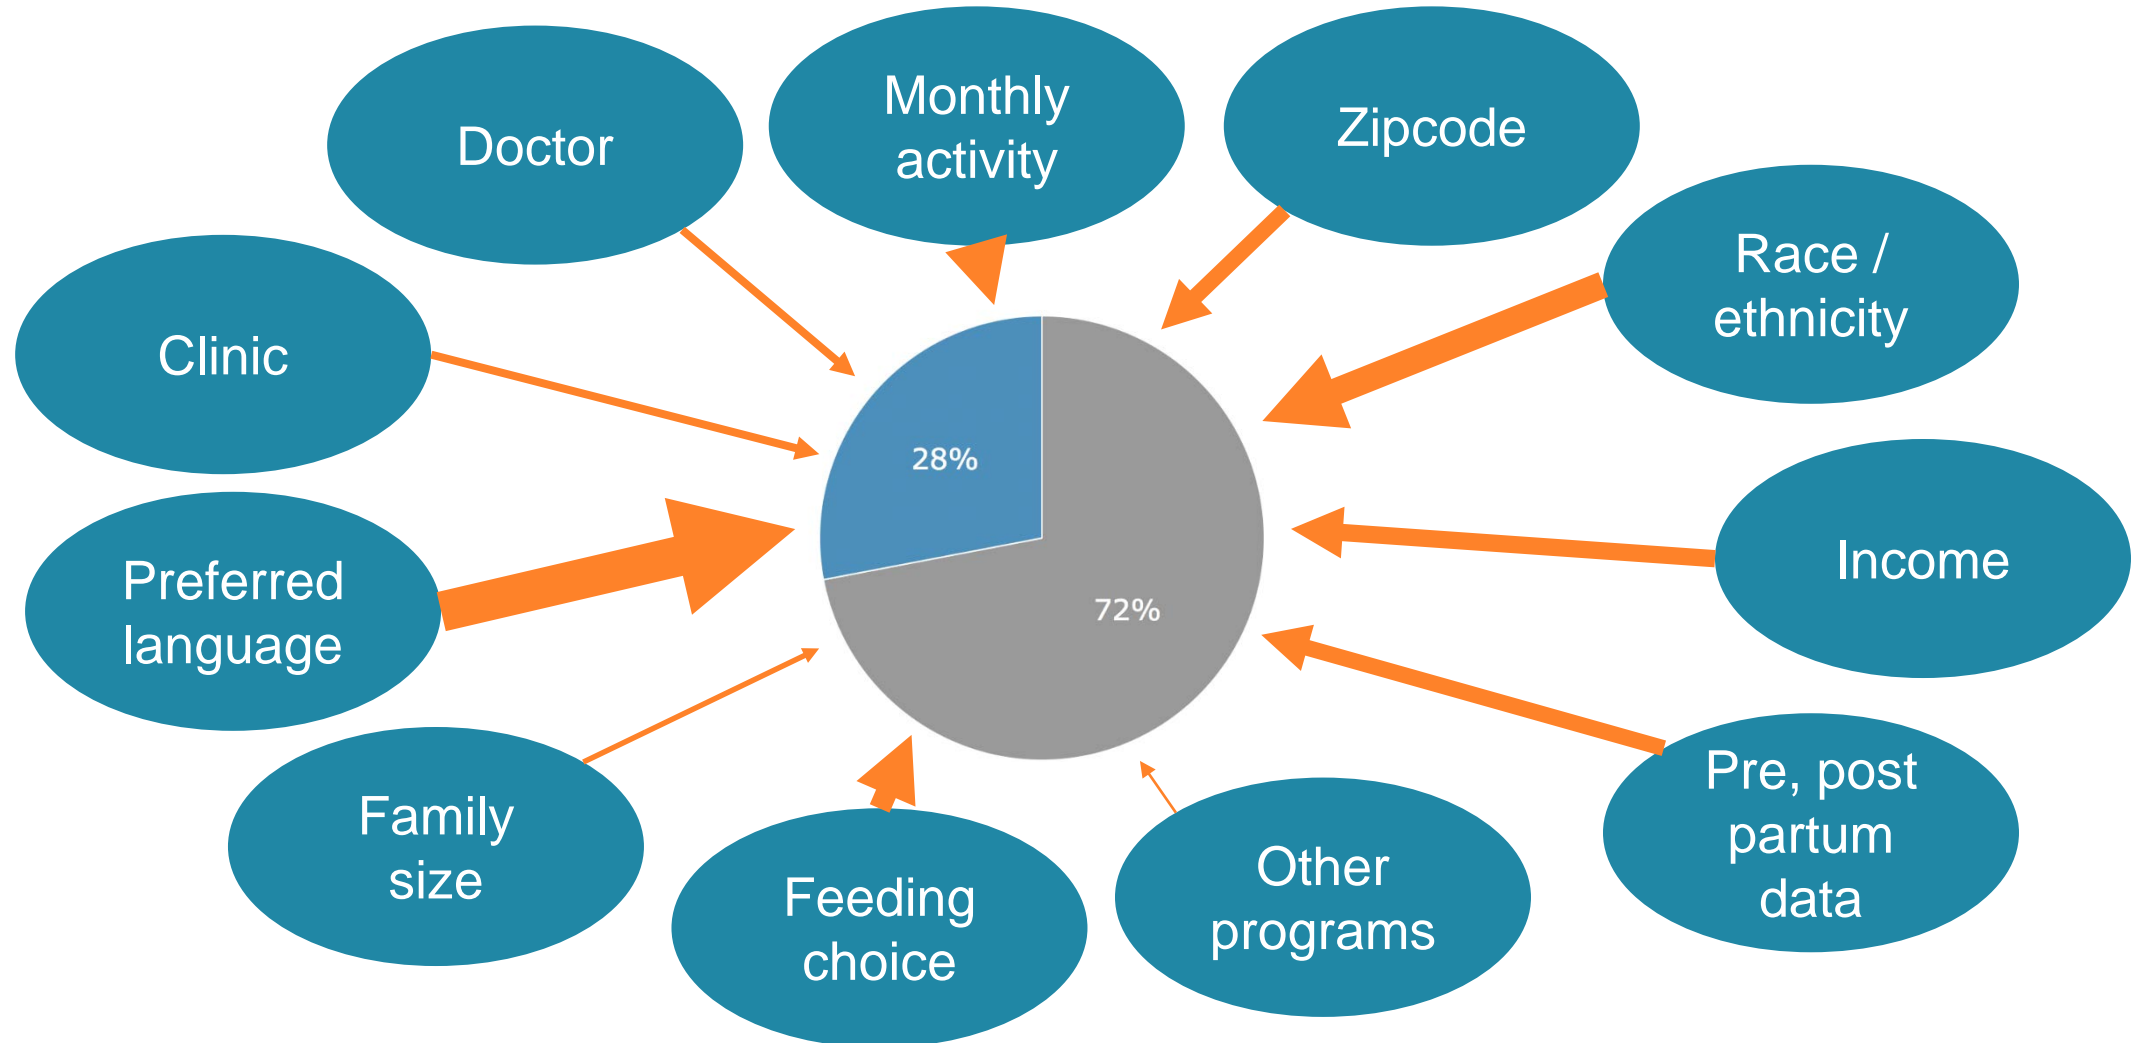 Doctor
Monthly
activity
Zipcode
Race /
ethnicity
Clinic
28%
Income
Preferred
language
72%
Pre, post
partum
data
Family
size
Feeding
choice
Other
programs